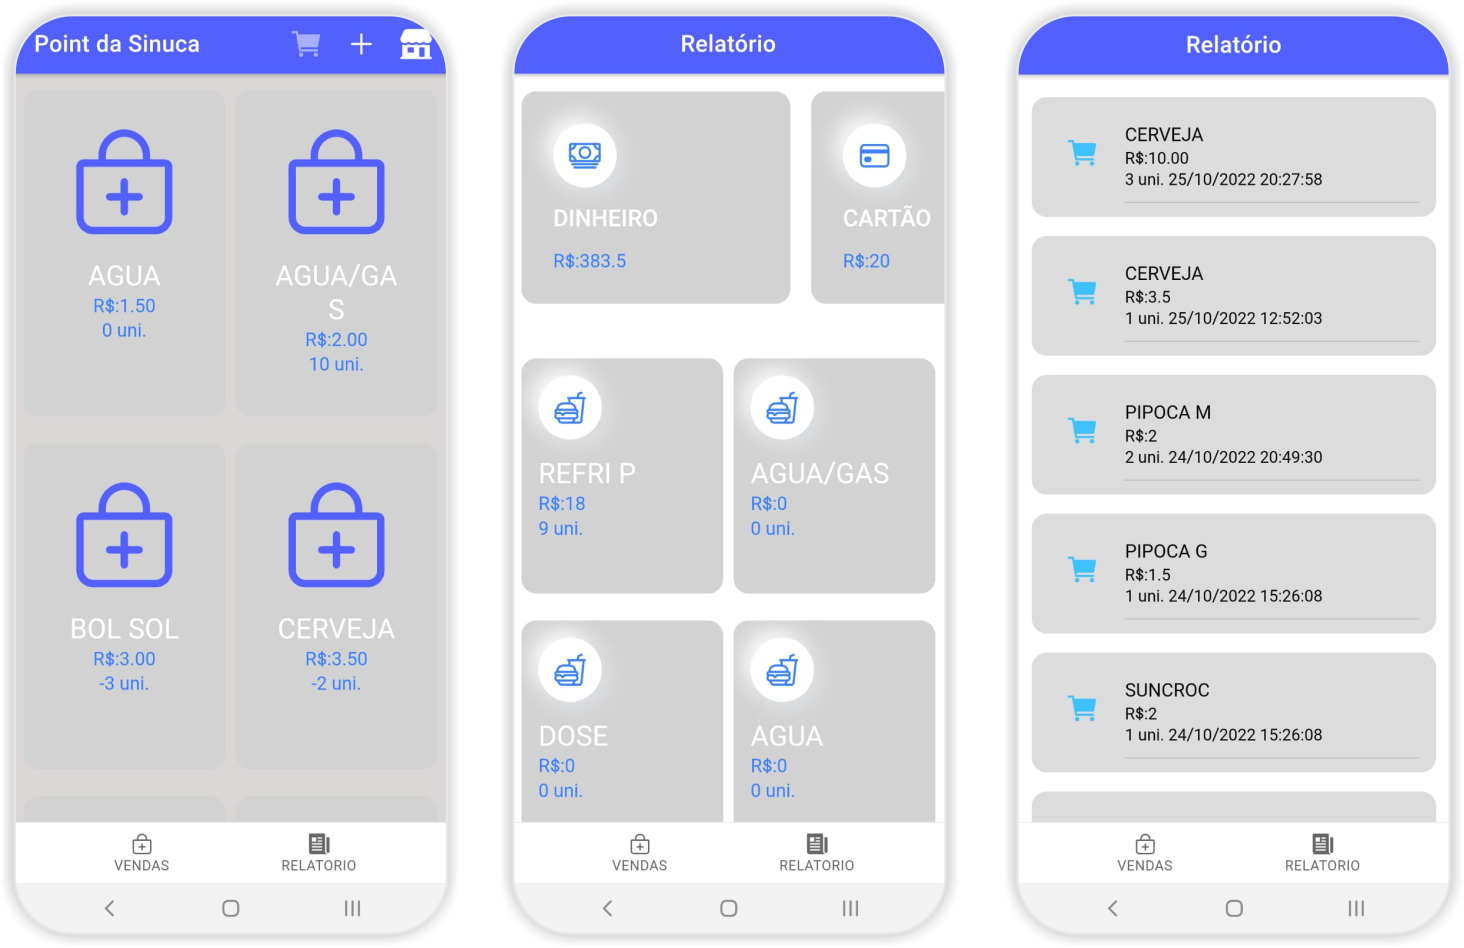 Point da Sinuca
AGUA
R$:1.50
0 uni.
AGUA/GA
S
R$:2.00
10 uni.
BOL SOL
R$:3.00
-3 uni.
CERVEJA
R$:3.50
-2 uni.
VENDAS
RELATORIO
Relatório
DINHEIRO
R$:383.5
CARTÃO
R$:20
REFRI P
R$:18
9 uni.
AGUA/GAS
R$:0
0 uni.
DOSE
R$:0
0 uni.
AGUA
R$:0
0 uni.
VENDAS
RELATORIO
Relatório
CERVEJA
R$:10.00
3 uni. 25/10/2022 20:27:58
CERVEJA
R$:3.5
1 uni. 25/10/2022 12:52:03
PIPOCA M
R$:2
2 uni. 24/10/2022 20:49:30
PIPOCA G
R$:1.5
1 uni. 24/10/2022 15:26:08
SUNCROC
R$:2
1 uni. 24/10/2022 15:26:08
VENDAS
RELATORIO